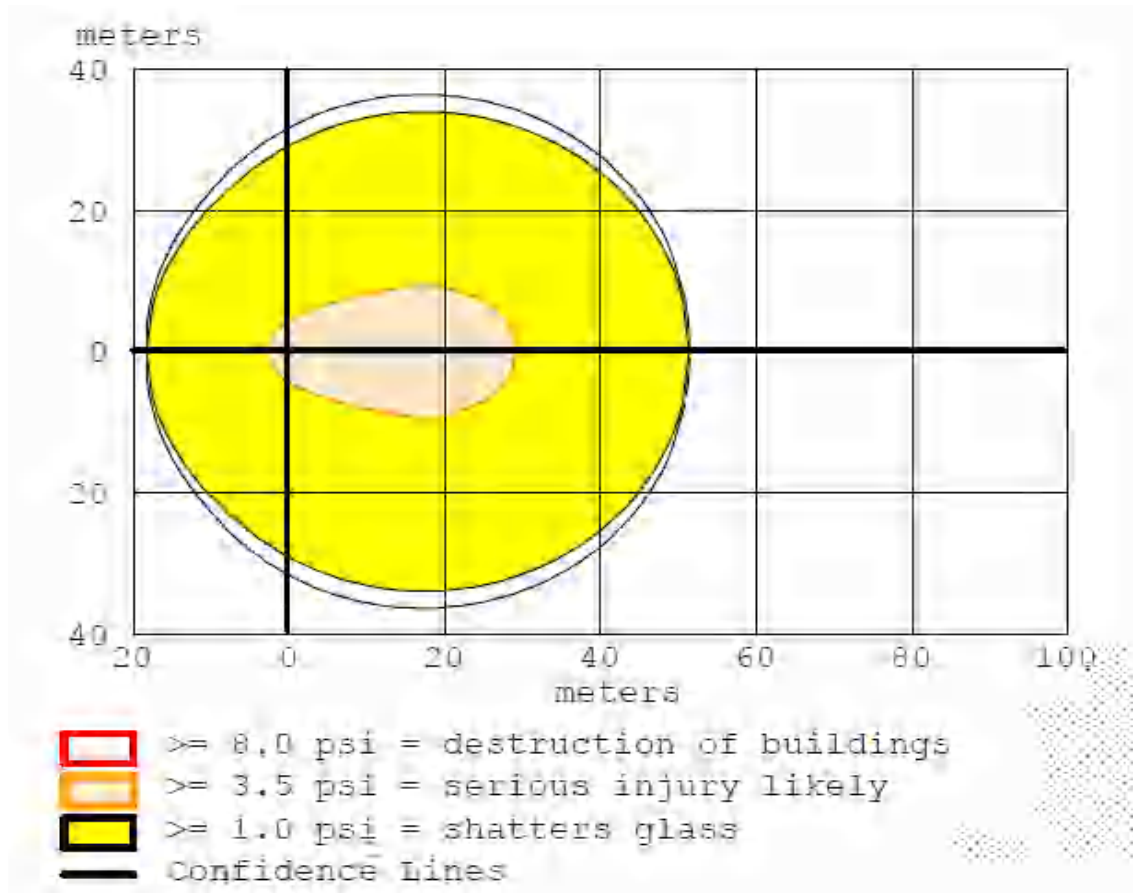 meters
40
20
0
20
40
20 0 20 40 60 80 100
meters
>= 8.0 psi = destruction of buildings
>= 3.5 psi = serious injury likely
>= 1.0 psi = shatters glass
Confidence Lines